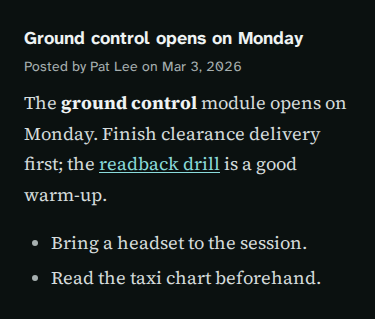 Ground control opens on Monday
Posted by Pat Lee on Mar 3, 2026
The ground control module opens on
Monday. Finish clearance delivery
first; the readback drill is a good
warm-up.
• Bring a headset to the session.
• Read the taxi chart beforehand.